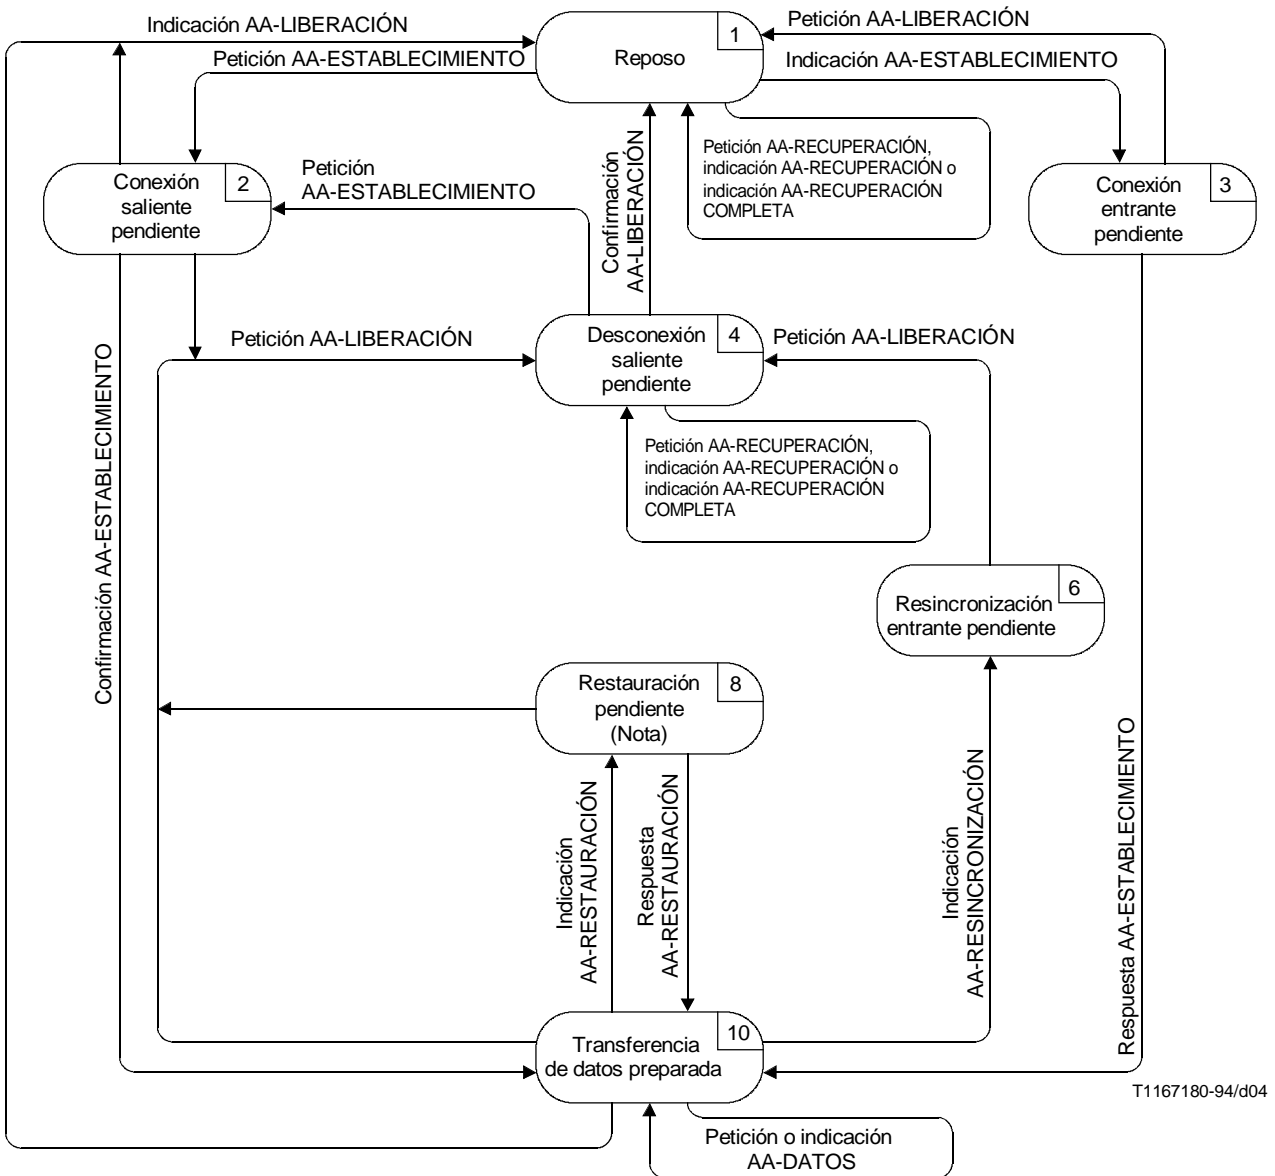 Indicación AA-LIBERACIÓN
Petición AA-LIBERACIÓN
1
Reposo
Petición AA-ESTABLECIMIENTO
Indicación AA-ESTABLECIMIENTO
Petición AA-RECUPERACIÓN,
indicación AA-RECUPERACIÓN o
indicación AA-RECUPERACIÓN
COMPLETA
Confirmación
AA-LIBERACIÓN
Petición
AA-ESTABLECIMIENTO
2
Conexión
saliente
pendiente
3
Conexión
entrante
pendiente
Petición AA-LIBERACIÓN
4
Desconexión
saliente
pendiente
Petición AA-LIBERACIÓN
Petición AA-RECUPERACIÓN,
indicación AA-RECUPERACIÓN o
indicación AA-RECUPERACIÓN
COMPLETA
Confirmación AA-ESTABLECIMIENTO
6
Resincronización
entrante pendiente
8
Restauración
pendiente
(Nota)
Indicación
AA-RESTAURACIÓN
Respuesta
AA-RESTAURACIÓN
Indicación
AA-RESINCRONIZACIÓN
Respuesta AA-ESTABLECIMIENTO
10
Transferencia
de datos preparada
T1167180-94/d04
Petición o indicación
AA-DATOS